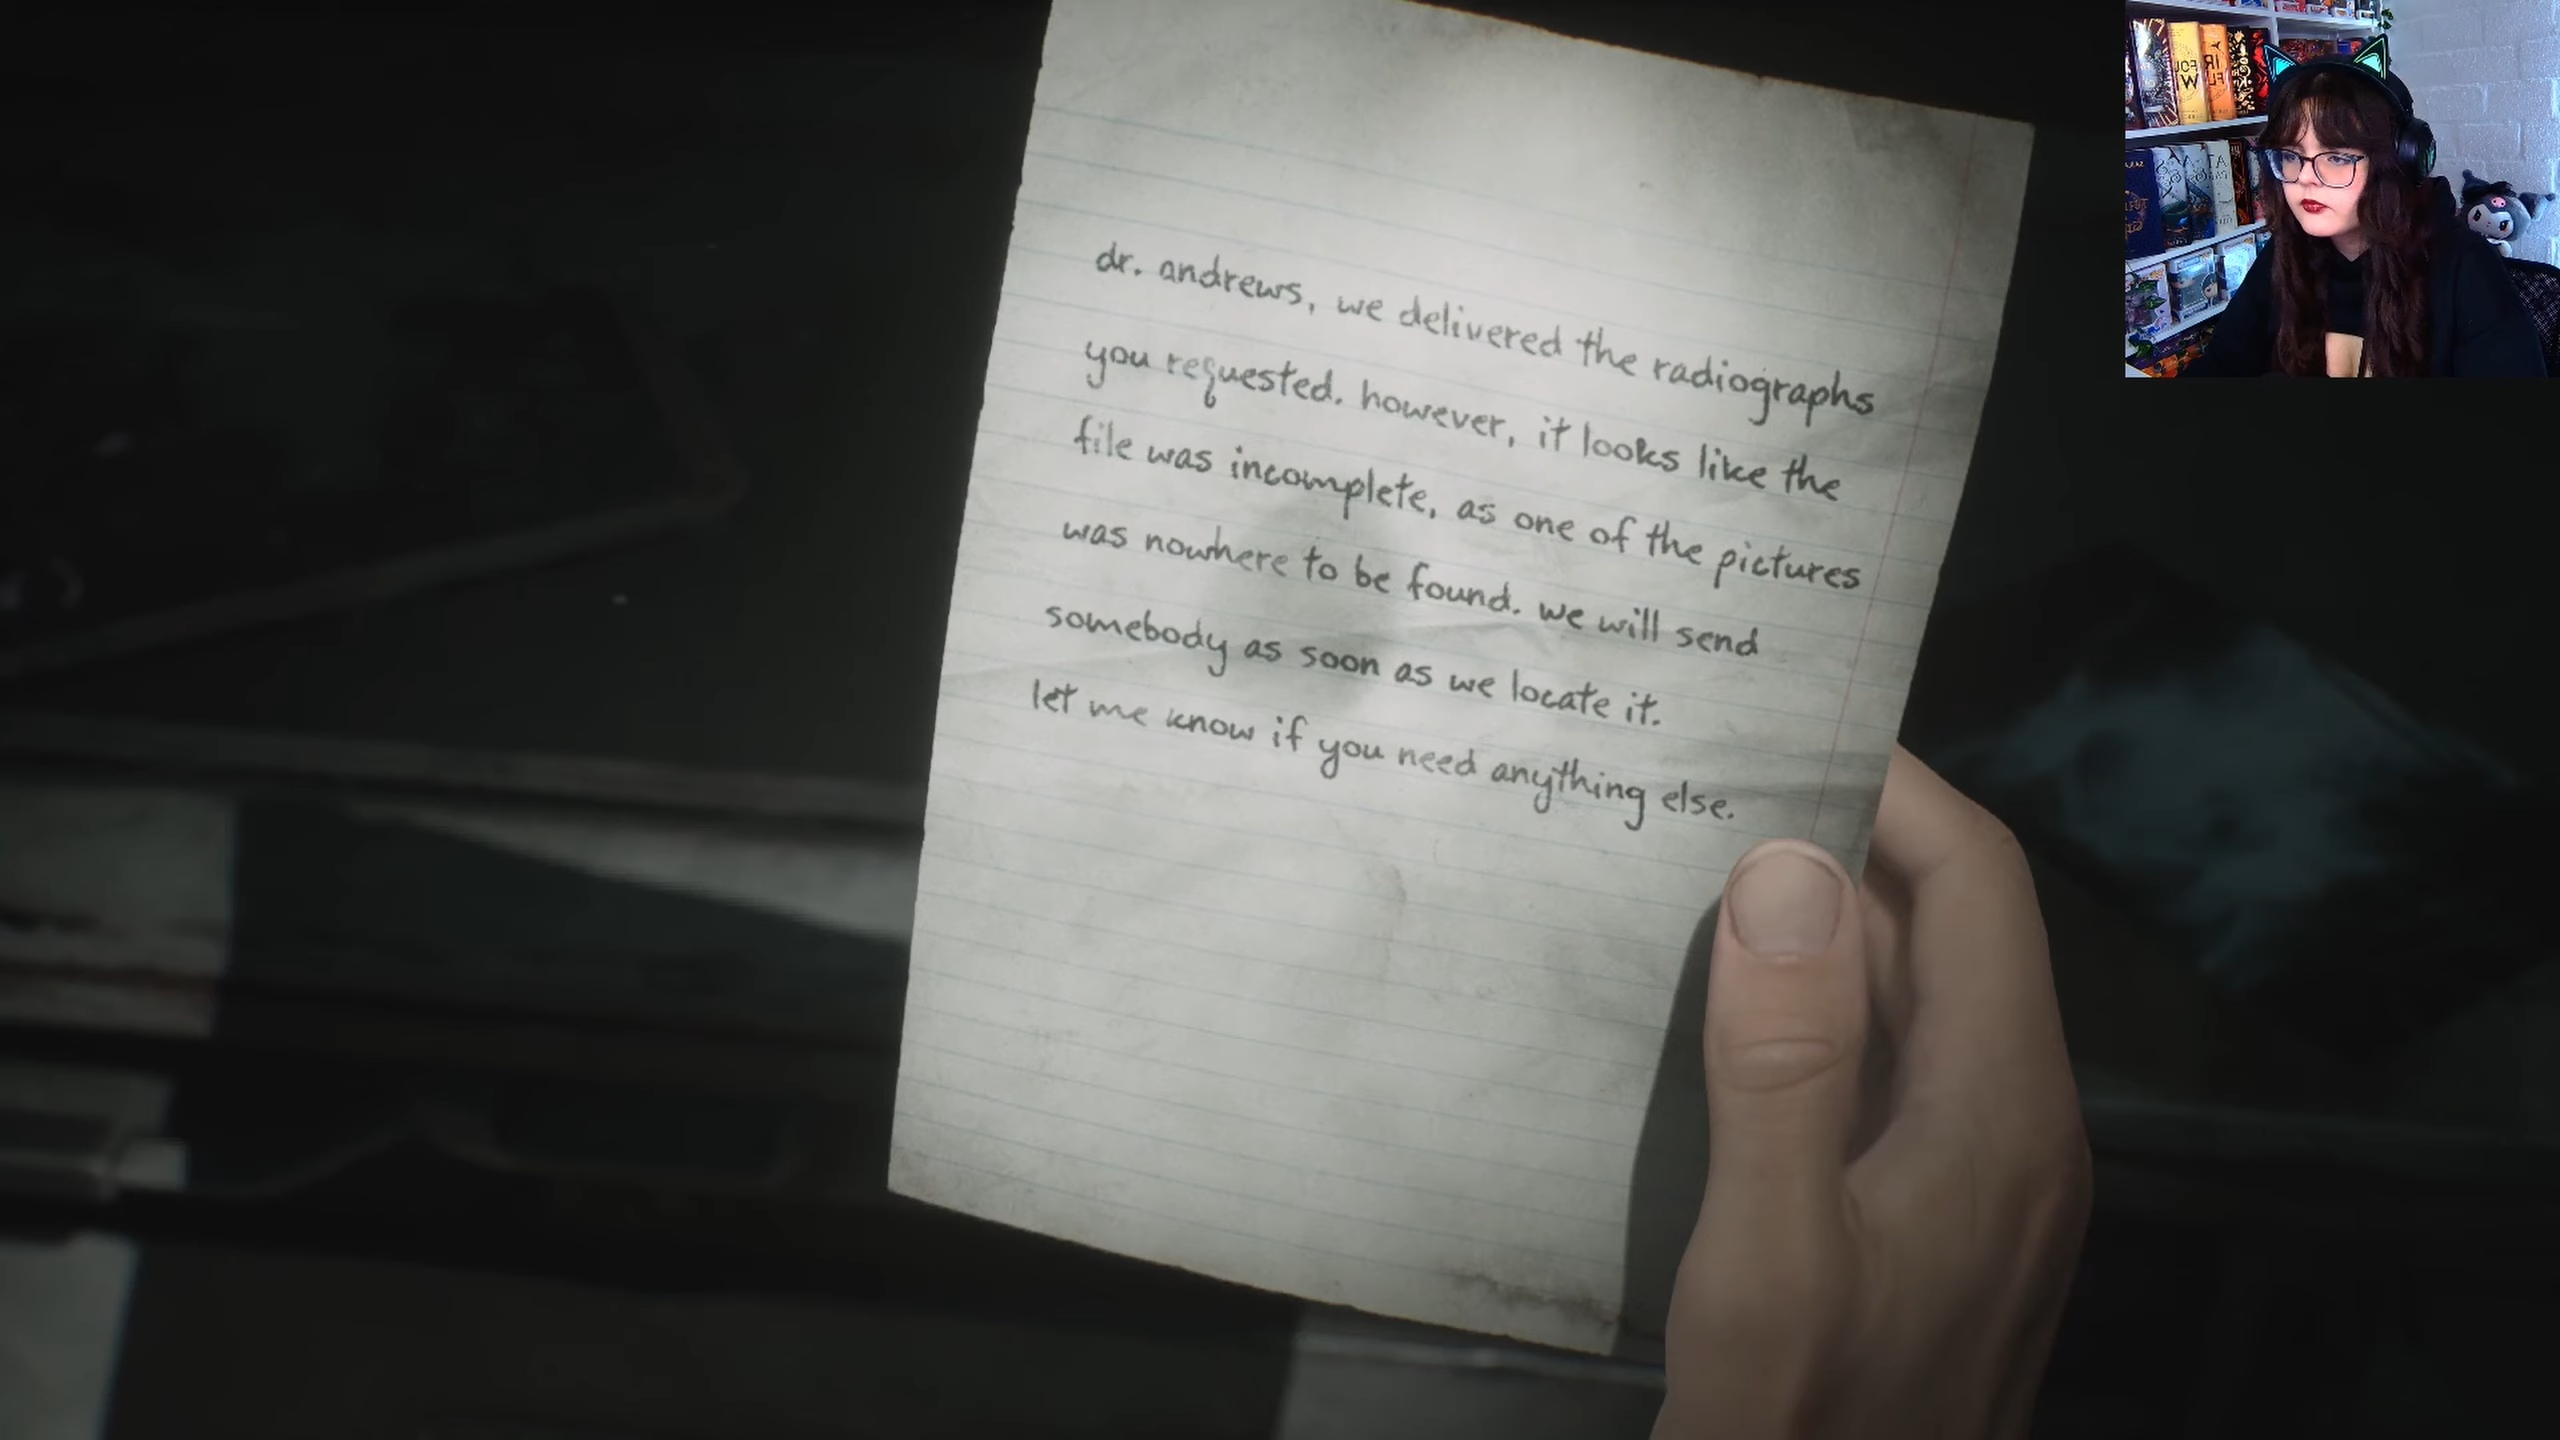 dr. andrews, we delivered the radiographs
you requested. however, it looks like the
file was incomplete, as one of the pictures
was nowhere to be found. we will send
somebody as soon as we locate it.
let me know if you need anything else.